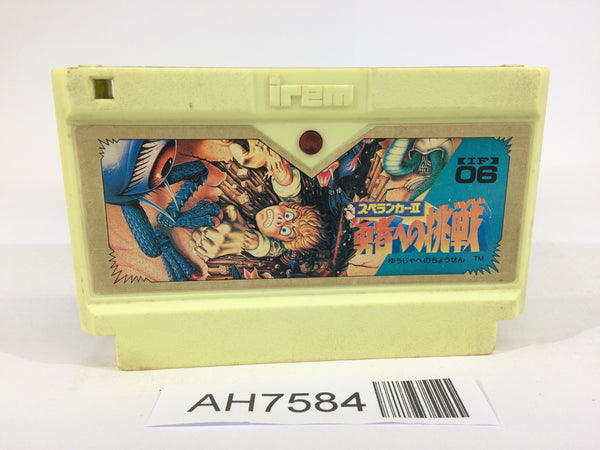 irem
【IF】
06
スペランカーII
勇者への挑戦
ゆうじゃへのちょうせん TM
AH7584